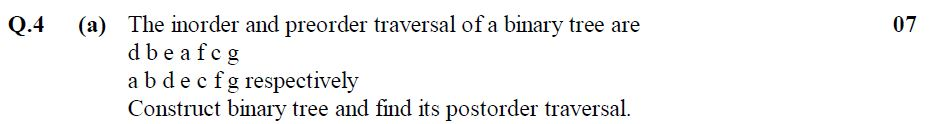 Q.4 (a) The inorder and preorder traversal of a binary tree are 07
d b e a f c g
a b d e c f g respectively
Construct binary tree and find its postorder traversal.